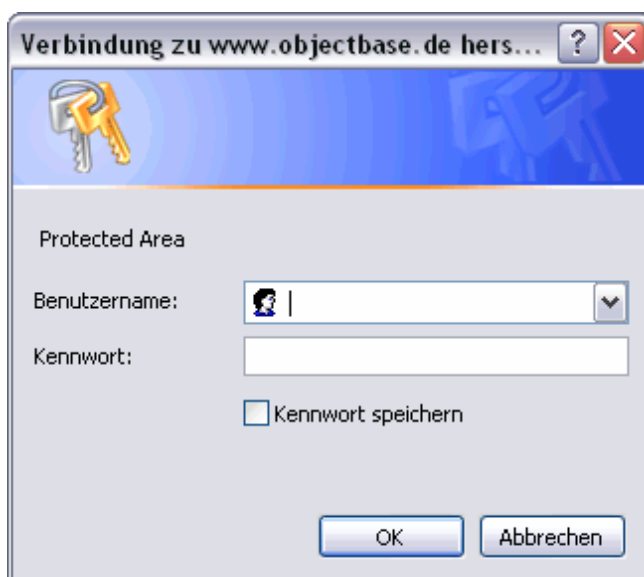 Verbindung zu www.objectbase.de hers...
Protected Area
Benutzername:
Kennwort:
Kennwort speichern
OK Abbrechen